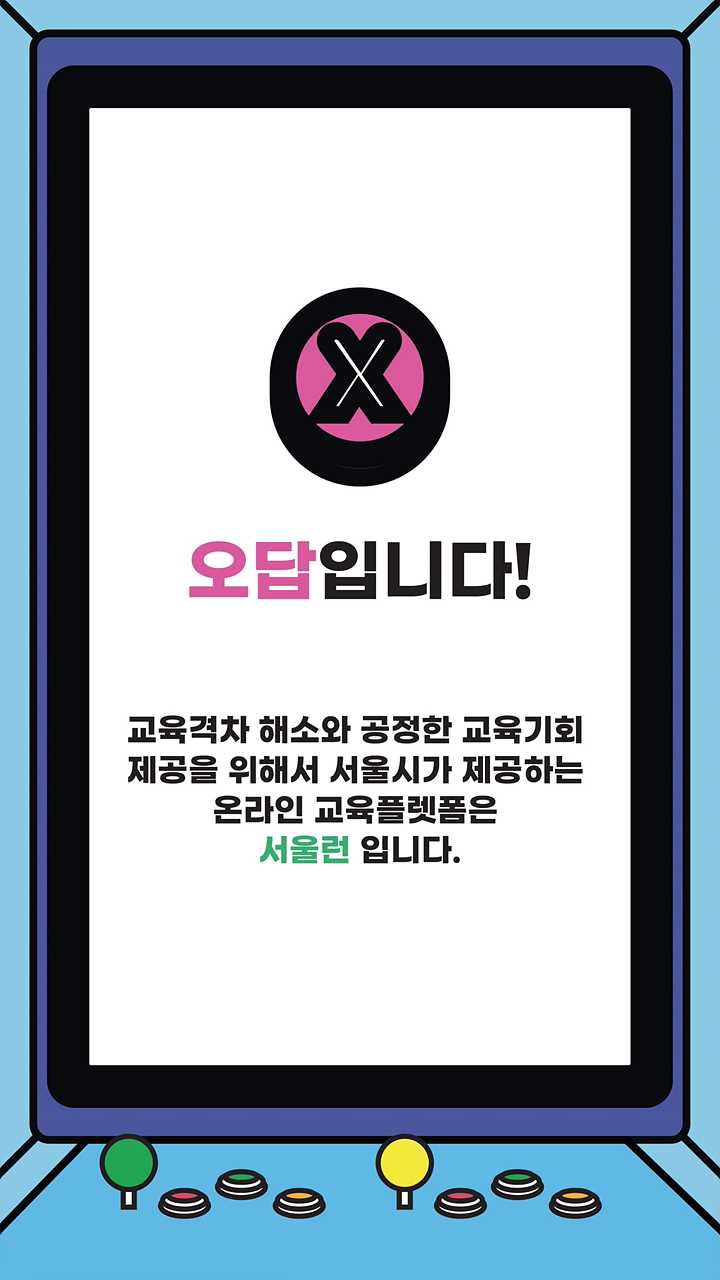 X
오답입니다!
교육격차 해소와 공정한 교육기회
제공을 위해서 서울시가 제공하는
온라인 교육플렛폼은
서울런 입니다.